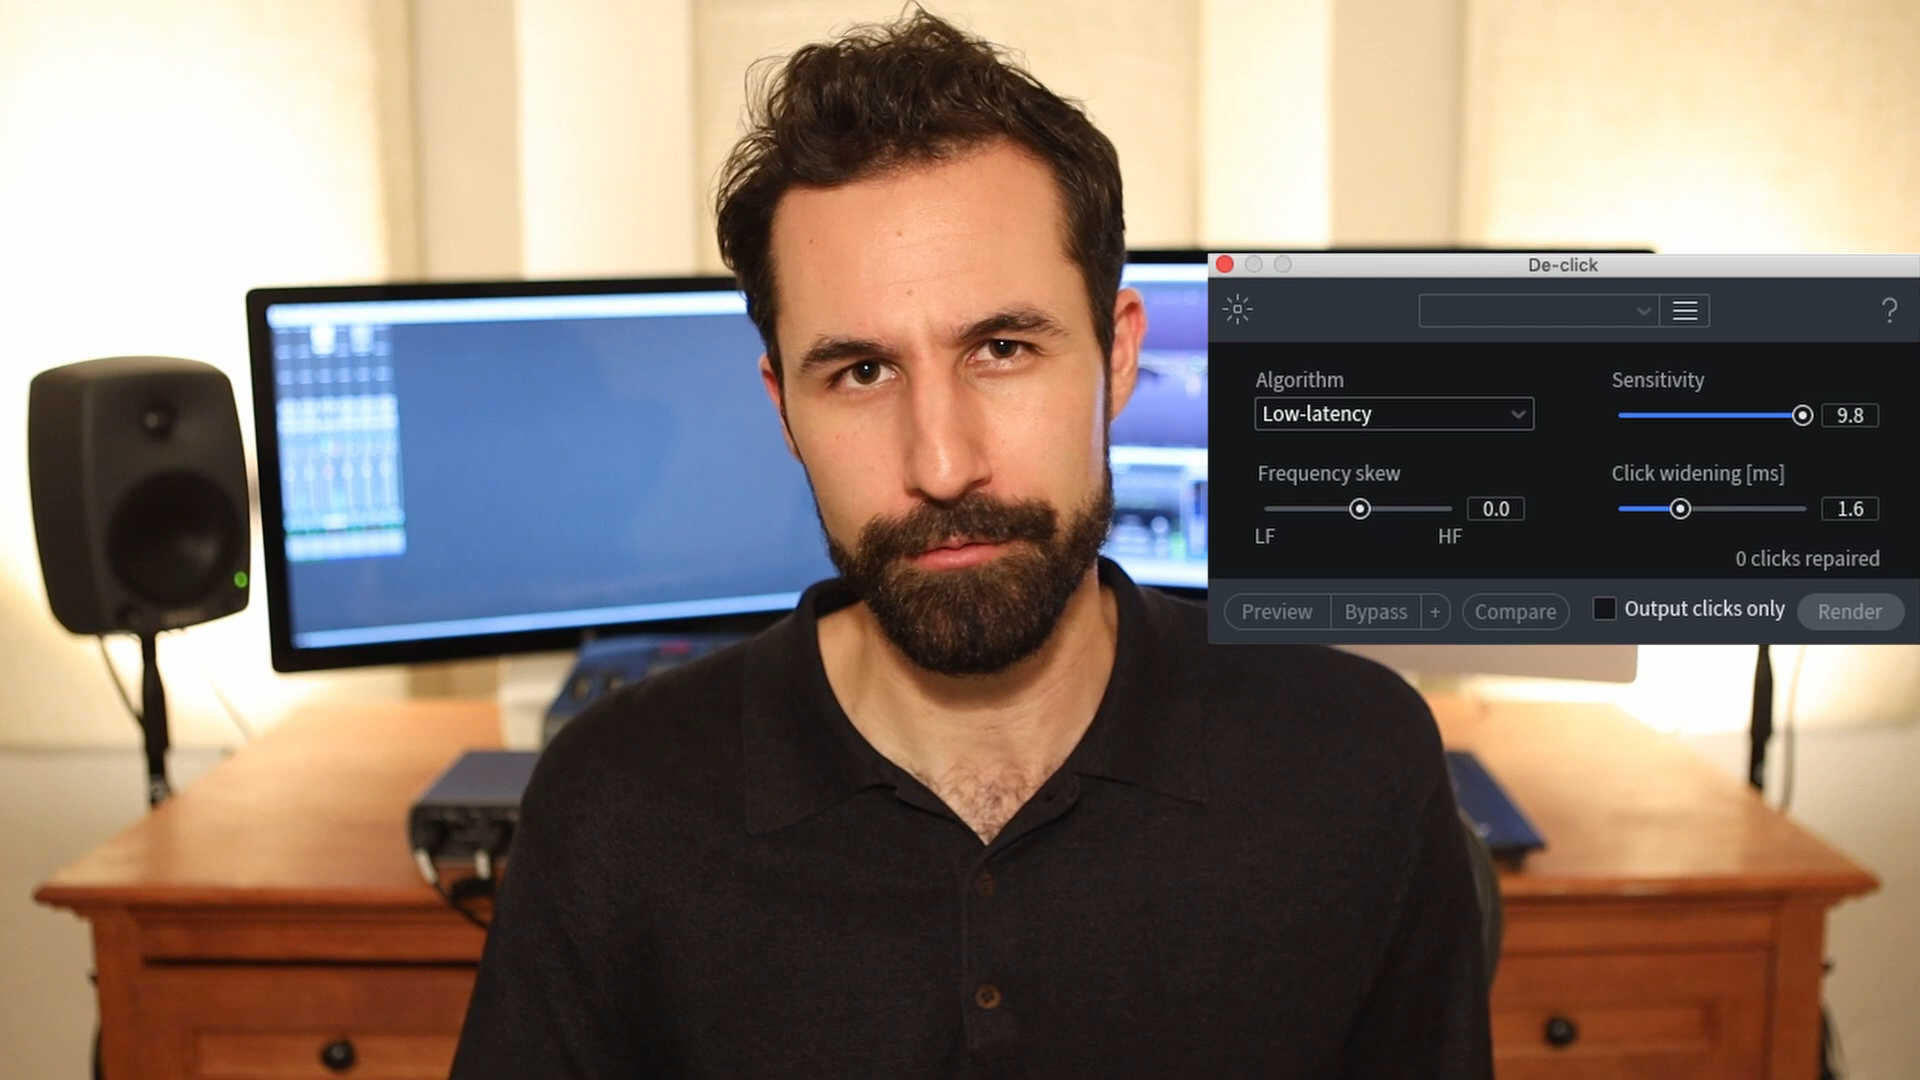 De-click
?
Algorithm
Sensitivity
Low-latency
9.8
Frequency skew
Click widening [ms]
0.0
1.6
LF
HF
0 clicks repaired
Preview
Bypass
+
Compare
Output clicks only
Render